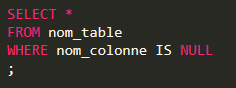 SELECT *
FROM nom_table
WHERE nom_colonne IS NULL
;